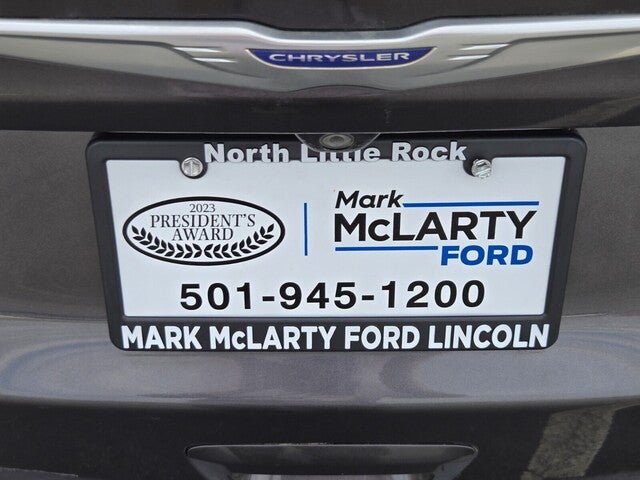 CHRYSLER
North Little Rock
2023
PRESIDENT'S
AWARD
Mark
McLARTY
FORD
501-945-1200
MARK McLARTY FORD LINCOLN